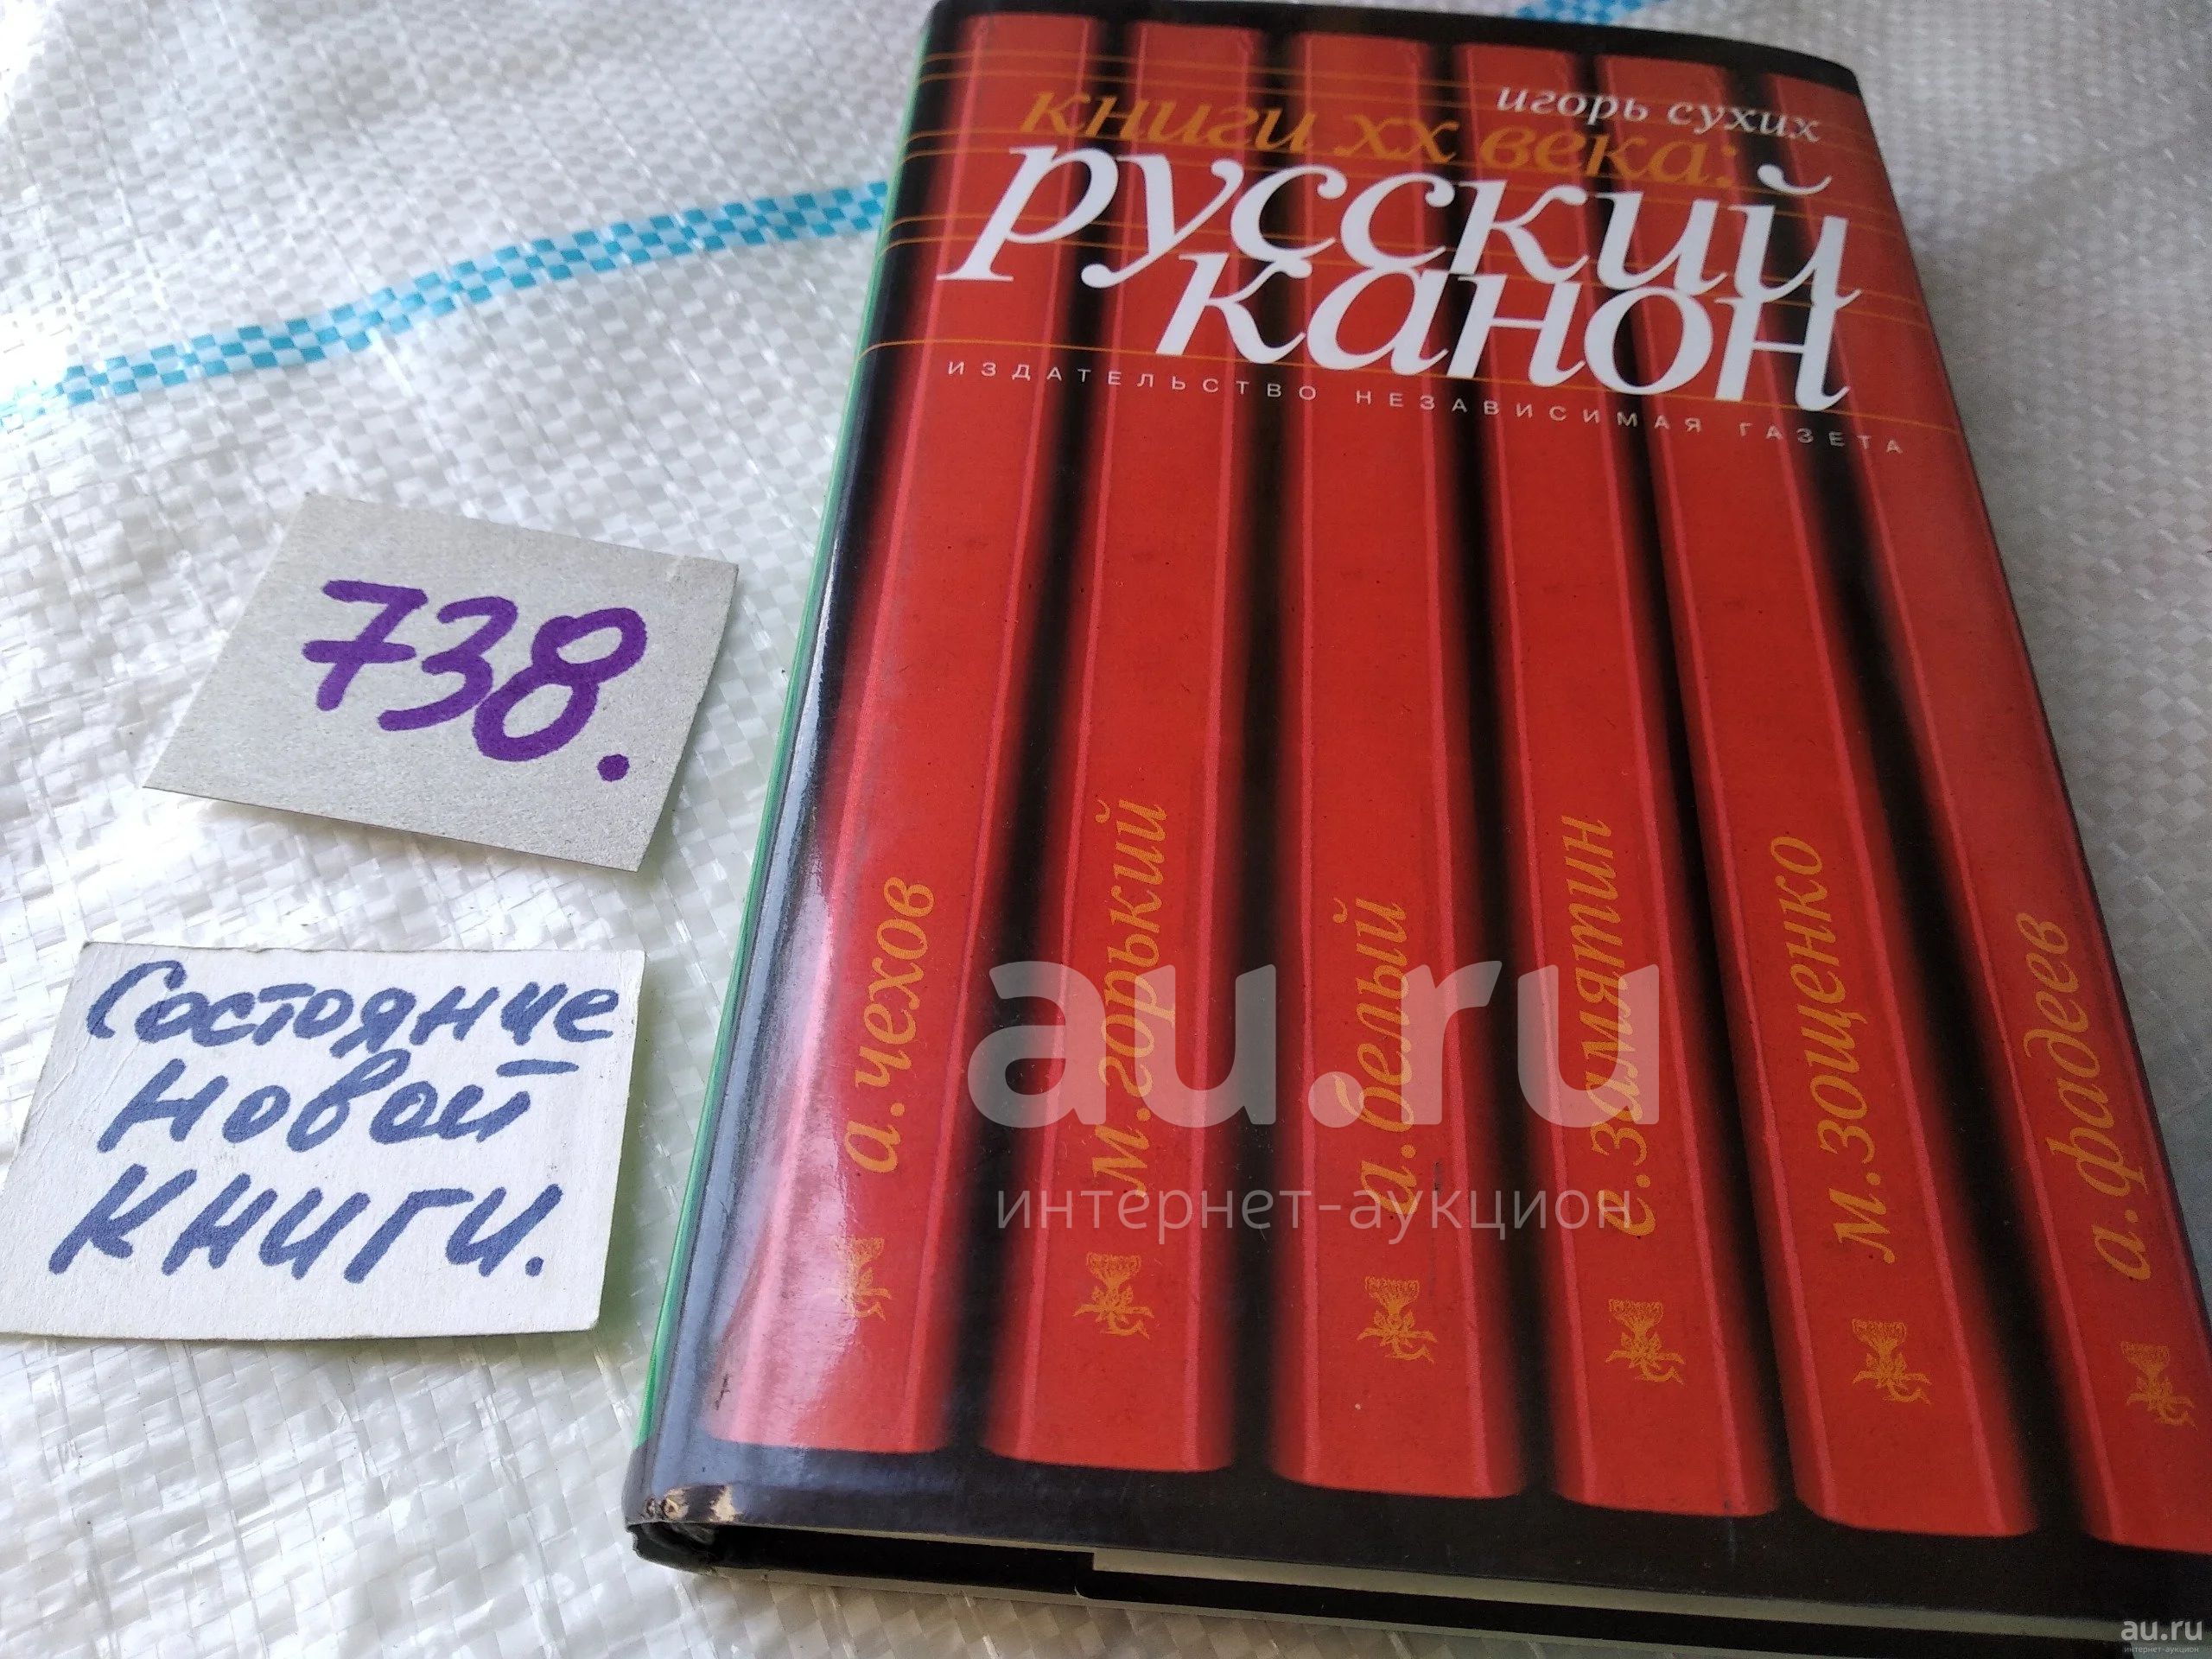 игорь сухих
книги xx века:
русский
канон
ИЗДАТЕЛЬСТВО НЕЗАВИСИМАЯ ГАЗЕТА
738.
Состояние
новой
книги.
а. чехов
м. горький
а. белый
е. замятин
м. зощенко
а. фадеев
au.ru
интернет-аукцион
au.ru
интернет-аукцион